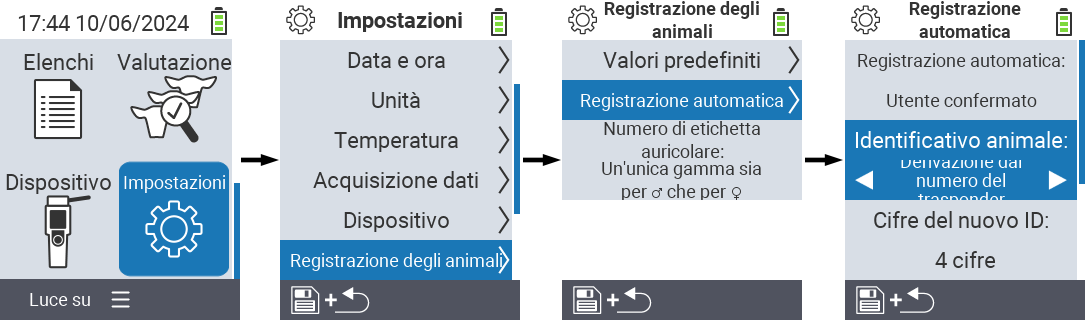 17:44 10/06/2024
Elenchi
Valutazione
Dispositivo
Impostazioni
Luce su
Impostazioni
Data e ora
Unità
Temperatura
Acquisizione dati
Dispositivo
Registrazione degli animali
Registrazione degli
animali
Valori predefiniti
Registrazione automatica
Numero di etichetta
auricolare:
Un'unica gamma sia
per ♂ che per ♀
Registrazione
automatica
Registrazione automatica:
Utente confermato
Identificativo animale:
Derivazione dal
numero del
trasponder
Cifre del nuovo ID:
4 cifre